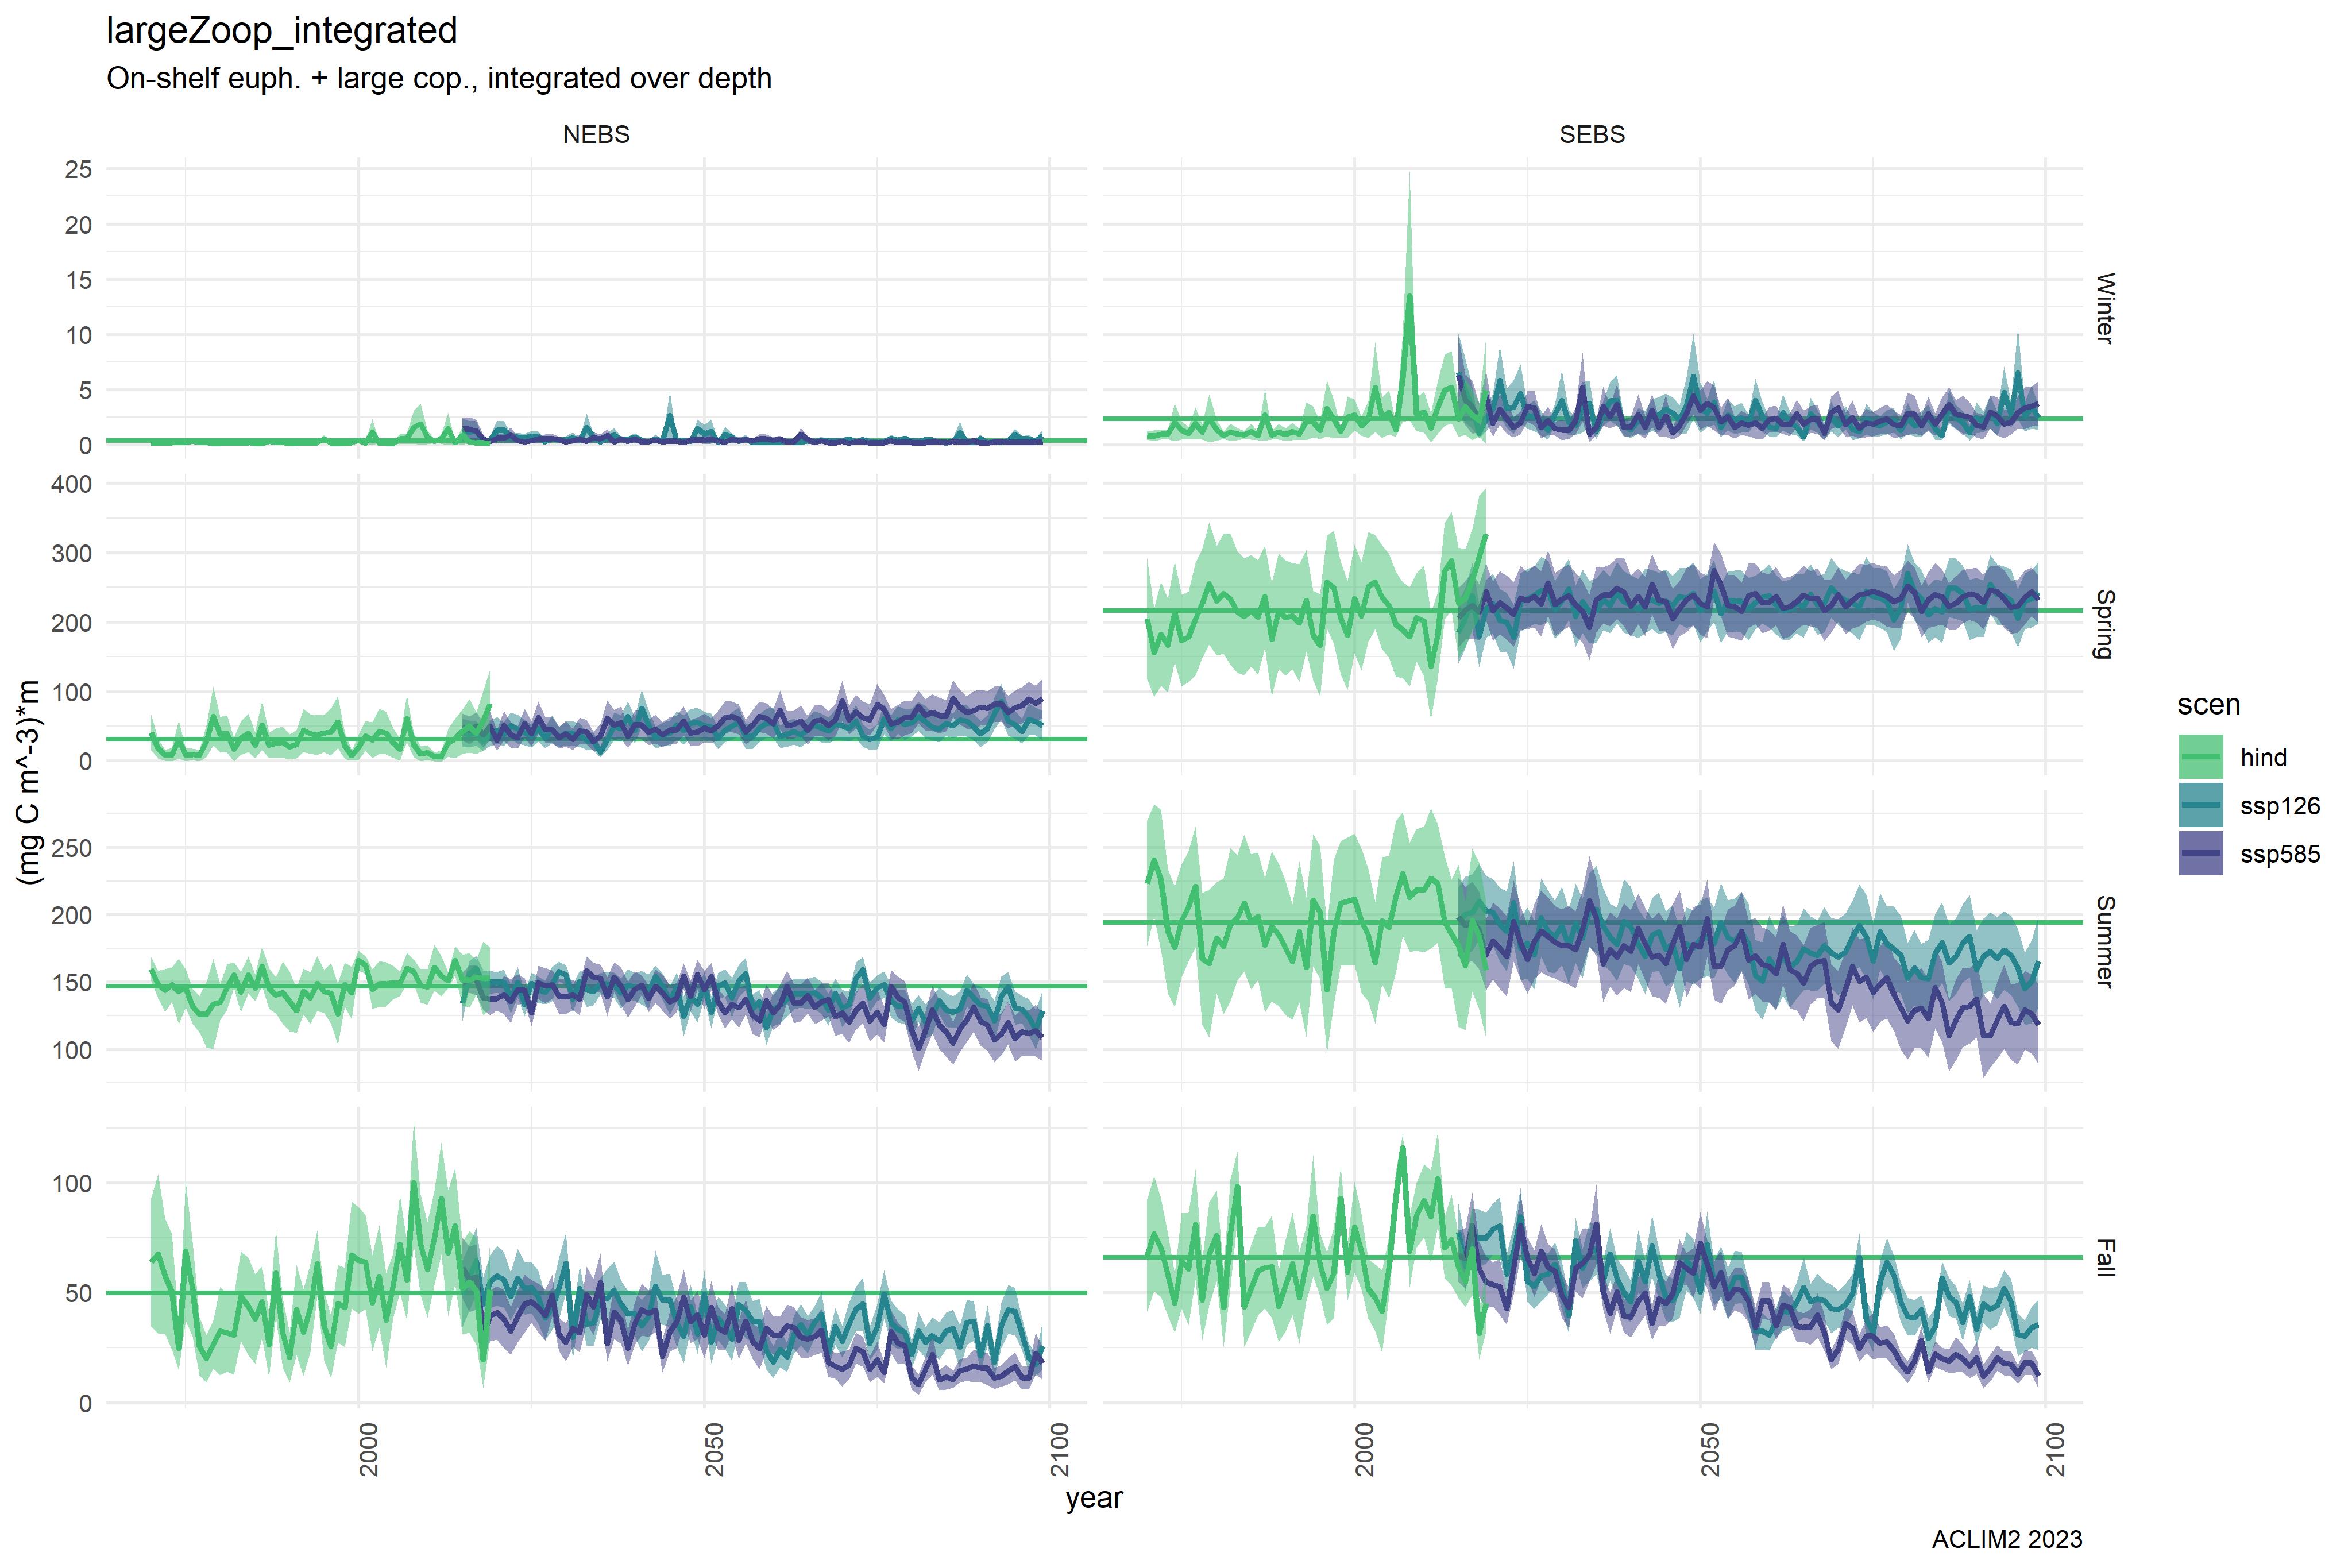 largeZoop_integrated
On-shelf euph. + large cop., integrated over depth
NEBS
SEBS
25
20
15
10
5
0
Winter
400
300
200
100
0
Spring
250
200
150
100
Summer
100
50
0
Fall
(mg C m^-3)*m
2000
2050
2100
2000
2050
2100
year
scen
hind
ssp126
ssp585
ACLIM2 2023